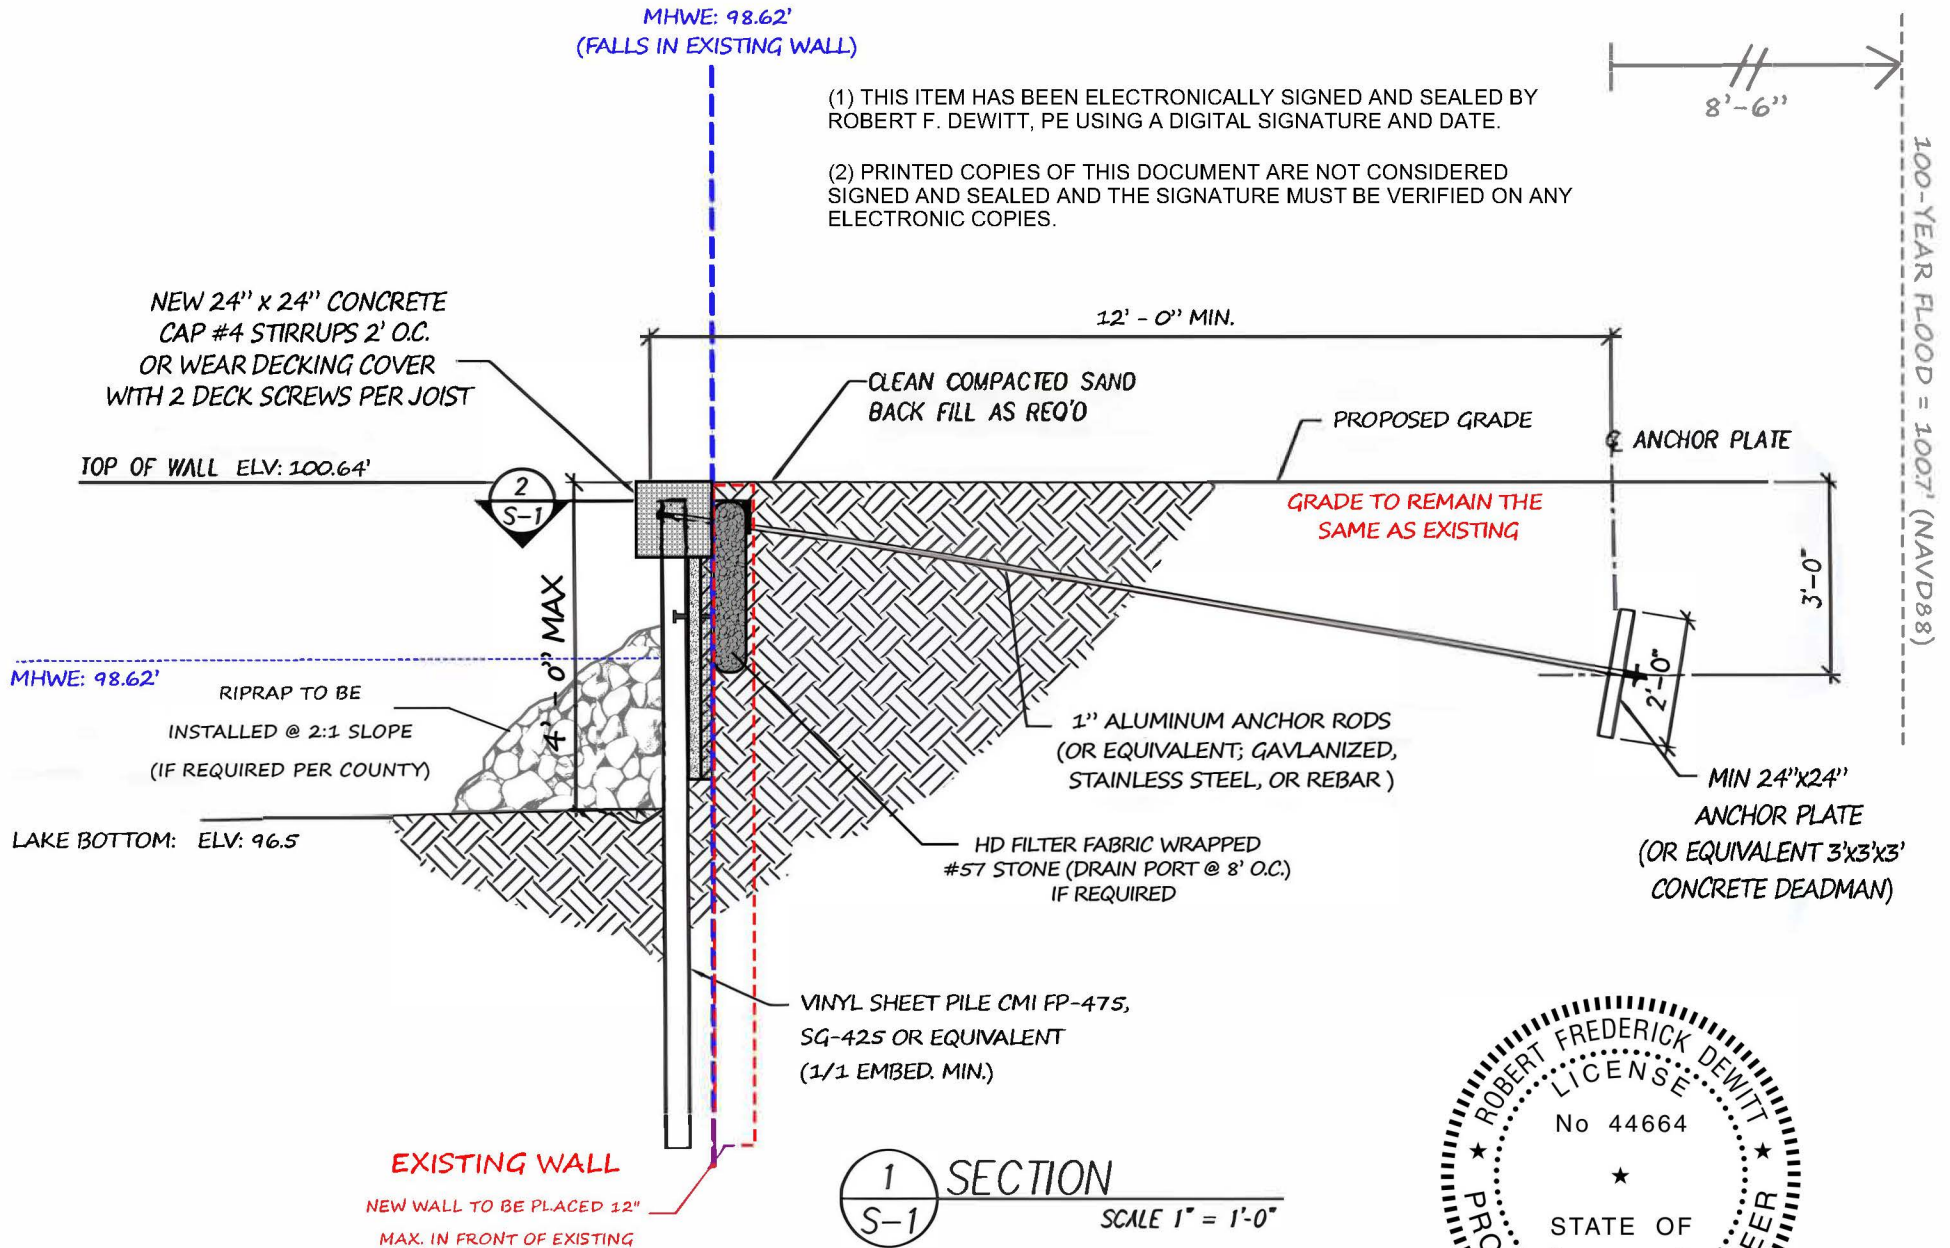 MHWE: 98.62'
(FALLS IN EXISTING WALL)
(1) THIS ITEM HAS BEEN ELECTRONICALLY SIGNED AND SEALED BY
ROBERT F. DEWITT, PE USING A DIGITAL SIGNATURE AND DATE.
(2) PRINTED COPIES OF THIS DOCUMENT ARE NOT CONSIDERED
SIGNED AND SEALED AND THE SIGNATURE MUST BE VERIFIED ON ANY
ELECTRONIC COPIES.
8'-6"
100-YEAR FLOOD = 100.7' (NAVD88)
NEW 24" X 24" CONCRETE
CAP #4 STIRRUPS 2' O.C.
OR WEAR DECKING COVER
WITH 2 DECK SCREWS PER JOIST
12' - 0" MIN.
CLEAN COMPACTED SAND
BACK FILL AS REQ'D
PROPOSED GRADE
℄ ANCHOR PLATE
TOP OF WALL ELV: 100.64'
2
S-1
GRADE TO REMAIN THE
SAME AS EXISTING
3'-0"
4' - 0" MAX
2'-0"
MHWE: 98.62'
RIPRAP TO BE
INSTALLED @ 2:1 SLOPE
(IF REQUIRED PER COUNTY)
1" ALUMINUM ANCHOR RODS
(OR EQUIVALENT; GAVLANIZED,
STAINLESS STEEL, OR REBAR )
MIN 24"X24"
ANCHOR PLATE
(OR EQUIVALENT 3'X3'X3'
CONCRETE DEADMAN)
LAKE BOTTOM: ELV: 96.5
HD FILTER FABRIC WRAPPED
#57 STONE (DRAIN PORT @ 8' O.C.)
IF REQUIRED
VINYL SHEET PILE CMI FP-475,
SG-425 OR EQUIVALENT
(1/1 EMBED. MIN.)
EXISTING WALL
NEW WALL TO BE PLACED 12"
MAX. IN FRONT OF EXISTING
1
S-1
SECTION
SCALE 1" = 1'-0"
ROBERT FREDERICK DEWITT
LICENSE
No 44664
STATE OF